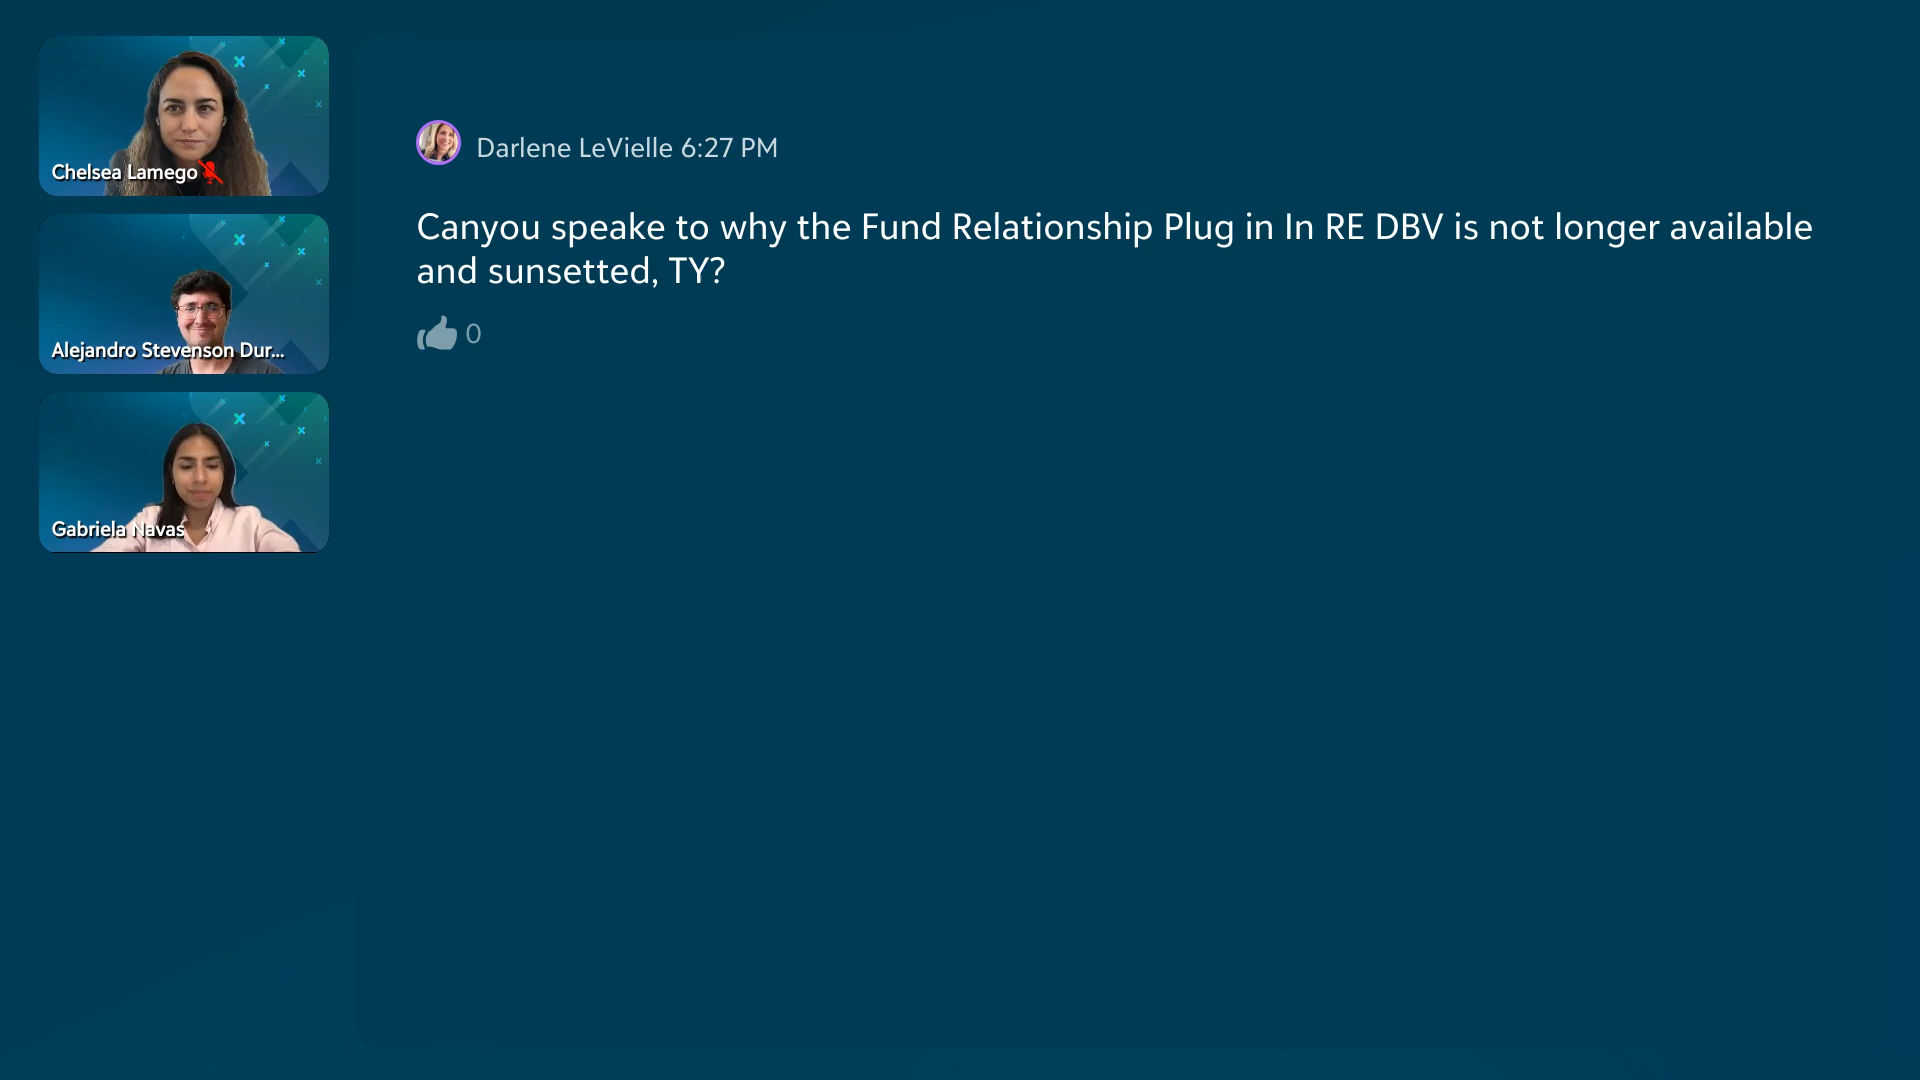 Chelsea Lamego
Alejandro Stevenson Dur...
Gabriela Navas
Darlene LeVielle 6:27 PM
Canyou speake to why the Fund Relationship Plug in In RE DBV is not longer available
and sunsetted, TY?
0